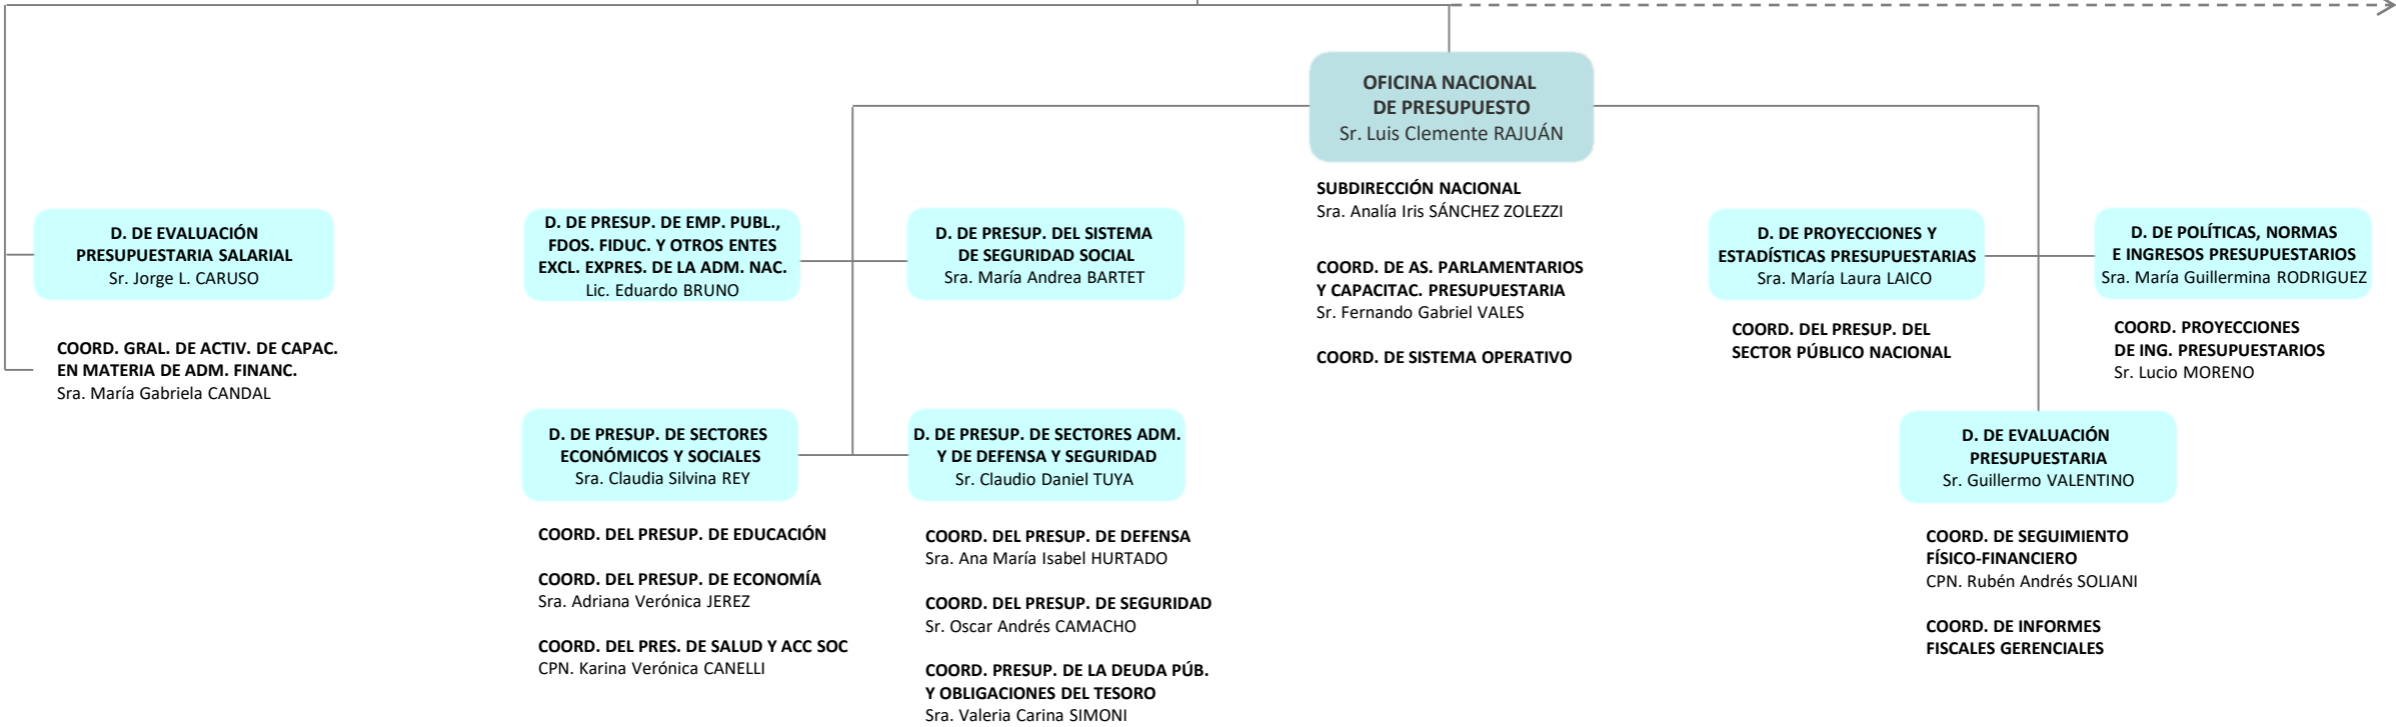 OFICINA NACIONAL
DE PRESUPUESTO
Sr. Luis Clemente RAJUÁN
SUBDIRECCIÓN NACIONAL
Sra. Analía Iris SÁNCHEZ ZOLEZZI
COORD. DE AS. PARLAMENTARIOS
Y CAPACITAC. PRESUPUESTARIA
Sr. Fernando Gabriel VALES
COORD. DE SISTEMA OPERATIVO
D. DE EVALUACIÓN
PRESUPUESTARIA SALARIAL
Sr. Jorge L. CARUSO
COORD. GRAL. DE ACTIV. DE CAPAC.
EN MATERIA DE ADM. FINANC.
Sra. María Gabriela CANDAL
D. DE PRESUP. DE EMP. PUBL.,
FDOS. FIDUC. Y OTROS ENTES
EXCL. EXPRES. DE LA ADM. NAC.
Lic. Eduardo BRUNO
D. DE PRESUP. DEL SISTEMA
DE SEGURIDAD SOCIAL
Sra. María Andrea BARTET
D. DE PRESUP. DE SECTORES
ECONÓMICOS Y SOCIALES
Sra. Claudia Silvina REY
COORD. DEL PRESUP. DE EDUCACIÓN
COORD. DEL PRESUP. DE ECONOMÍA
Sra. Adriana Verónica JEREZ
COORD. DEL PRES. DE SALUD Y ACC SOC
CPN. Karina Verónica CANELLI
D. DE PRESUP. DE SECTORES ADM.
Y DE DEFENSA Y SEGURIDAD
Sr. Claudio Daniel TUYA
COORD. DEL PRESUP. DE DEFENSA
Sra. Ana María Isabel HURTADO
COORD. DEL PRESUP. DE SEGURIDAD
Sr. Oscar Andrés CAMACHO
COORD. PRESUP. DE LA DEUDA PÚB.
Y OBLIGACIONES DEL TESORO
Sra. Valeria Carina SIMONI
D. DE PROYECCIONES Y
ESTADÍSTICAS PRESUPUESTARIAS
Sra. María Laura LAICO
COORD. DEL PRESUP. DEL
SECTOR PÚBLICO NACIONAL
D. DE POLÍTICAS, NORMAS
E INGRESOS PRESUPUESTARIOS
Sra. María Guillermina RODRIGUEZ
COORD. PROYECCIONES
DE ING. PRESUPUESTARIOS
Sr. Lucio MORENO
D. DE EVALUACIÓN
PRESUPUESTARIA
Sr. Guillermo VALENTINO
COORD. DE SEGUIMIENTO
FÍSICO-FINANCIERO
CPN. Rubén Andrés SOLIANI
COORD. DE INFORMES
FISCALES GERENCIALES